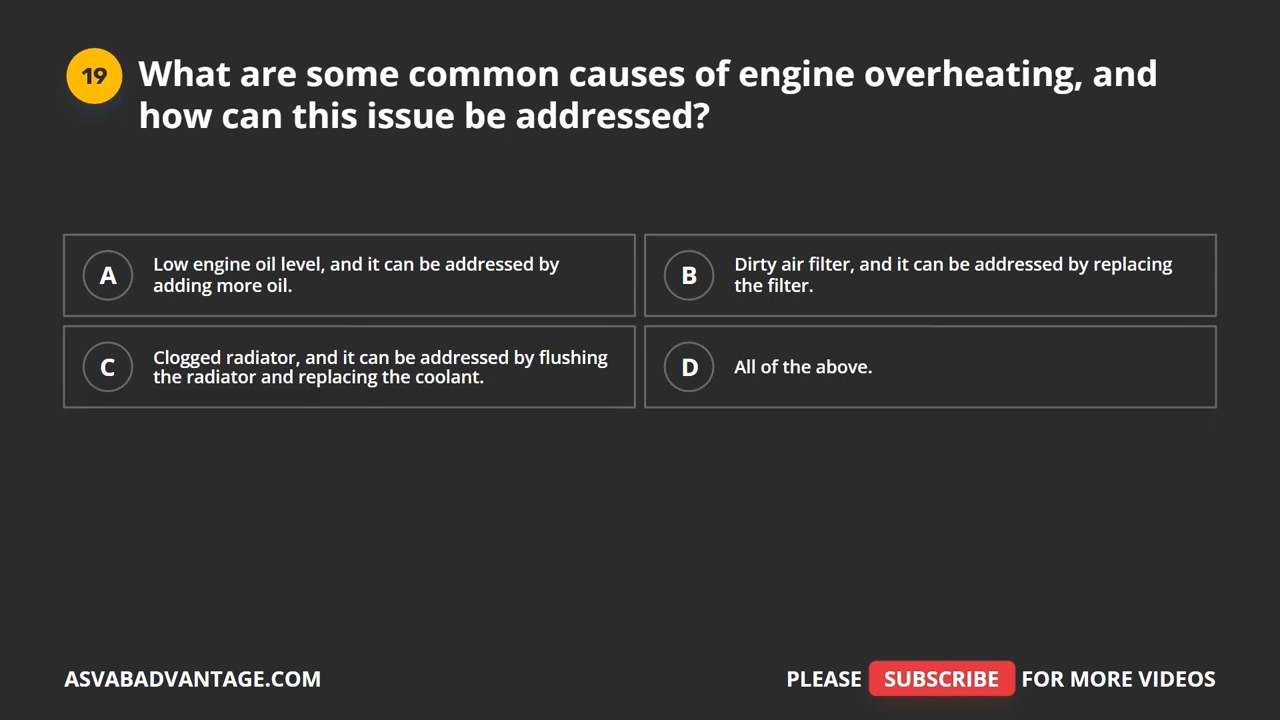 19
What are some common causes of engine overheating, and
how can this issue be addressed?
A
Low engine oil level, and it can be addressed by
adding more oil.
B
Dirty air filter, and it can be addressed by replacing
the filter.
C
Clogged radiator, and it can be addressed by flushing
the radiator and replacing the coolant.
D
All of the above.
ASVABADVANTAGE.COM
PLEASE SUBSCRIBE FOR MORE VIDEOS